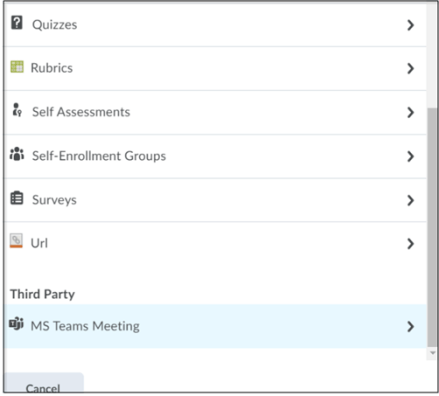 Quizzes
Rubrics
Self Assessments
Self-Enrollment Groups
Surveys
Url
Third Party
MS Teams Meeting
Cancel